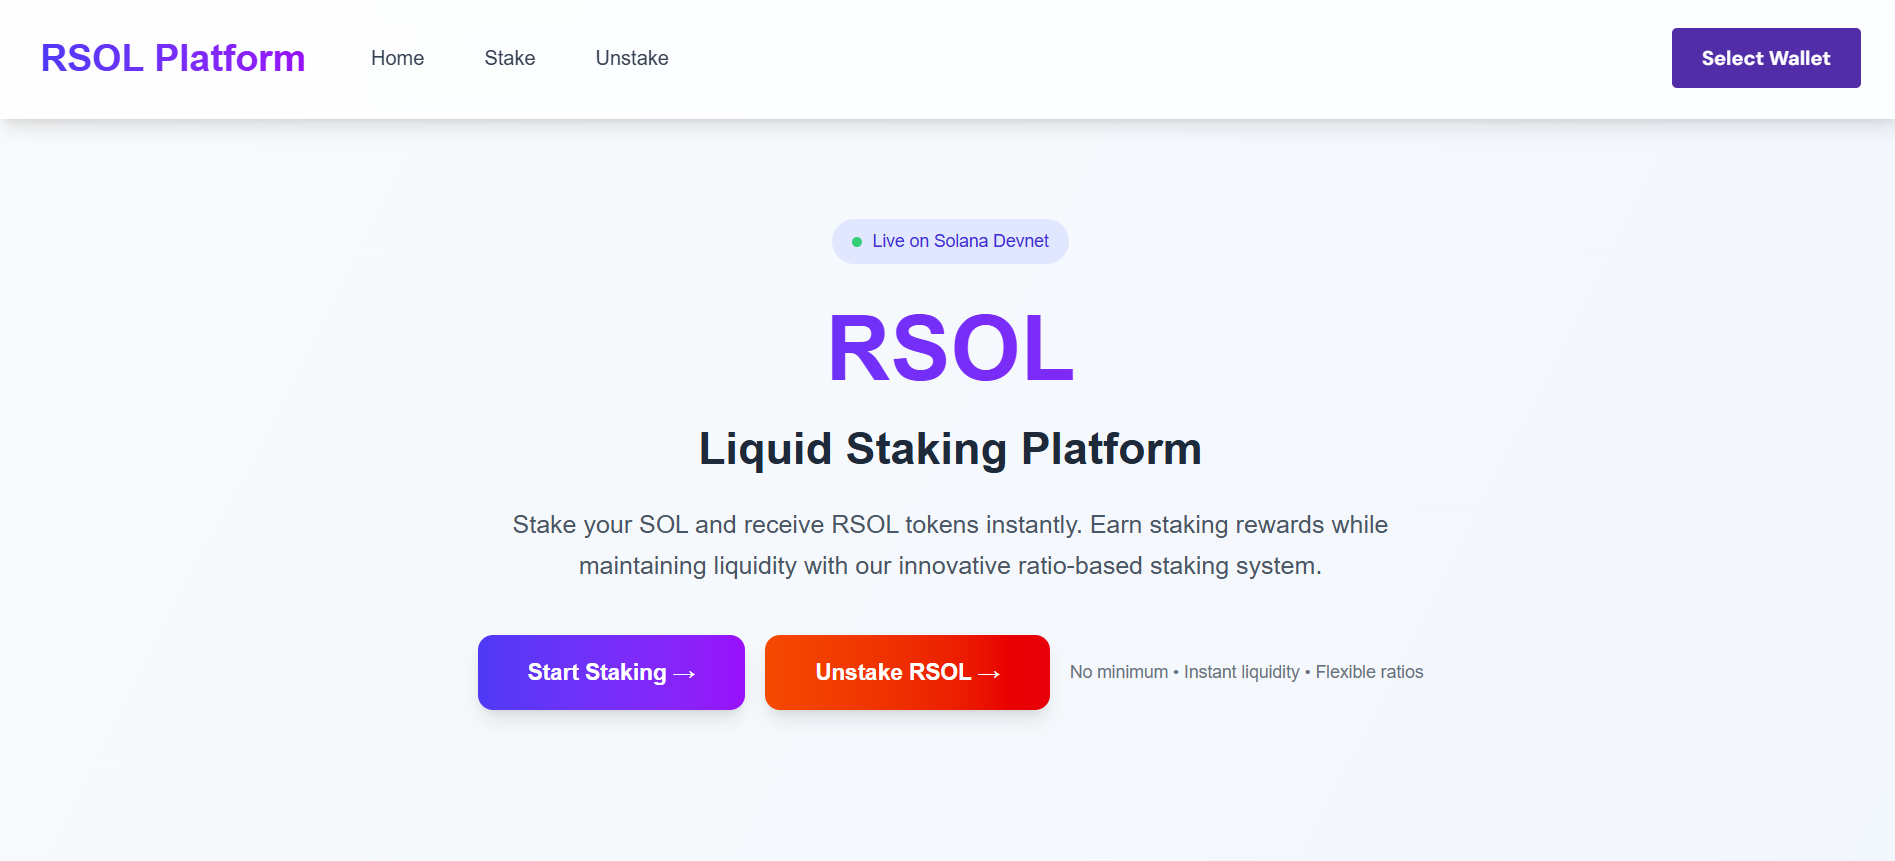 RSOL Platform
Home
Stake
Unstake
Select Wallet
Live on Solana Devnet
RSOL
Liquid Staking Platform
Stake your SOL and receive RSOL tokens instantly. Earn staking rewards while
maintaining liquidity with our innovative ratio-based staking system.
Start Staking →
Unstake RSOL →
No minimum • Instant liquidity • Flexible ratios